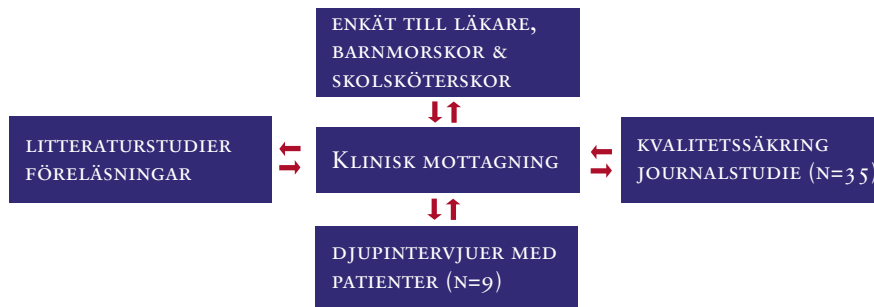 ENKÄT TILL LÄKARE,
BARNMORSKOR &
SKOLSKÖTERSKOR
LITTERATURSTUDIER
FÖRELÄSNINGAR
KLINISK MOTTAGNING
KVALITETSSÄKRING
JOURNALSTUDIE (N=35)
DJUPINTERVJUER MED
PATIENTER (N=9)